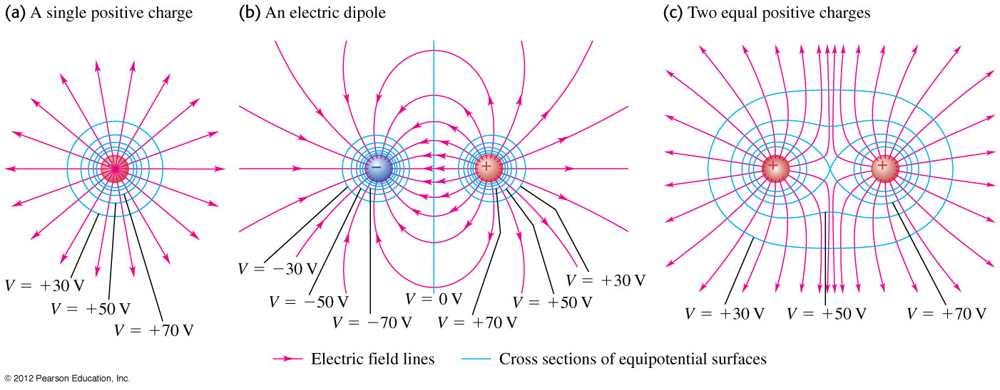 (a) A single positive charge
(b) An electric dipole
(c) Two equal positive charges
+
−
+
+
+
V = +30 V
V = +50 V
V = +70 V
V = −30 V
V = −50 V
V = −70 V
V = 0 V
V = +70 V
V = +50 V
V = +30 V
V = +30 V
V = +50 V
V = +70 V
Electric field lines
Cross sections of equipotential surfaces
© 2012 Pearson Education, Inc.